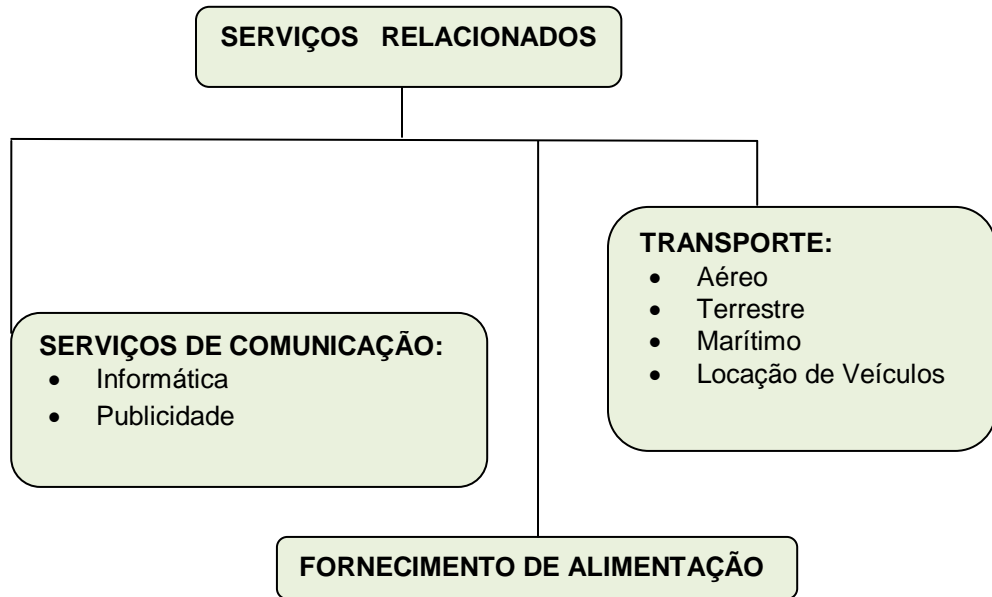 SERVIÇOS RELACIONADOS
TRANSPORTE:
• Aéreo
• Terrestre
• Marítimo
• Locação de Veículos
SERVIÇOS DE COMUNICAÇÃO:
• Informática
• Publicidade
FORNECIMENTO DE ALIMENTAÇÃO